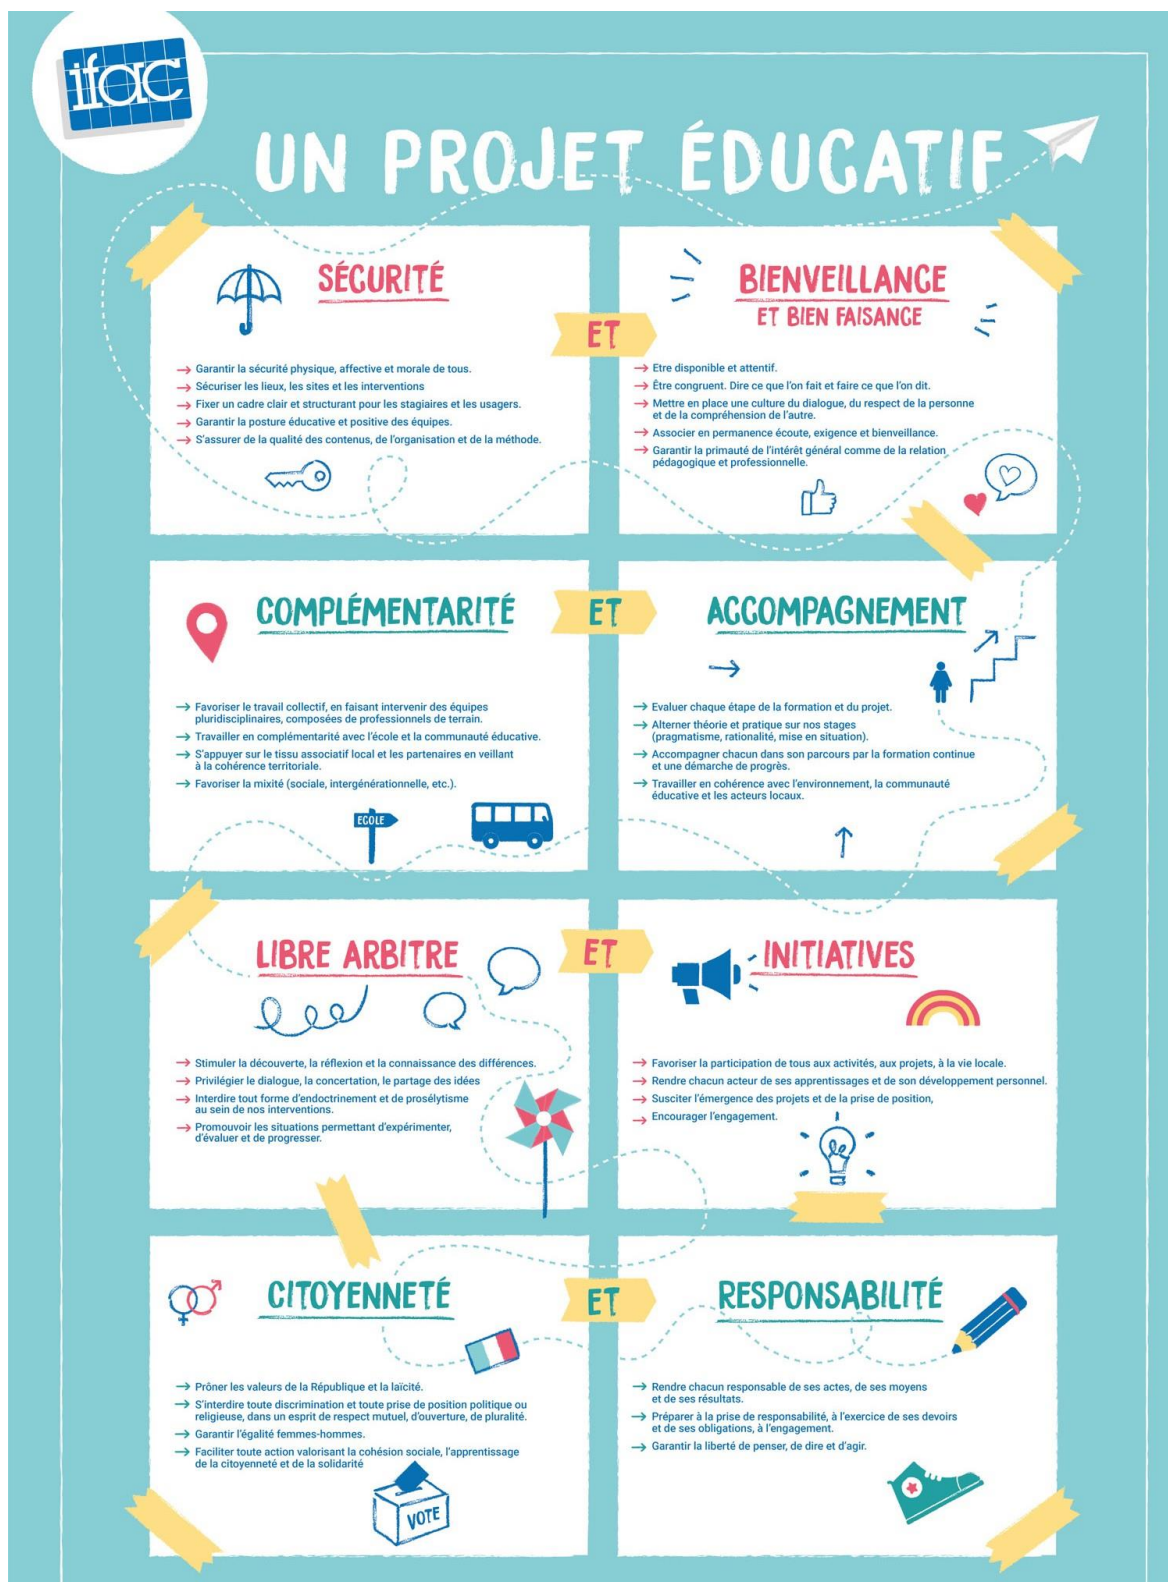 ifac
UN PROJET ÉDUCATIF
SÉCURITÉ
→ Garantir la sécurité physique, affective et morale de tous.
→ Sécuriser les lieux, les sites et les interventions
→ Fixer un cadre clair et structurant pour les stagiaires et les usagers.
→ Garantir la posture éducative et positive des équipes.
→ S'assurer de la qualité des contenus, de l'organisation et de la méthode.
ET
BIENVEILLANCE
ET BIEN FAISANCE
→ Etre disponible et attentif.
→ Être congruent. Dire ce que l'on fait et faire ce que l'on dit.
→ Mettre en place une culture du dialogue, du respect de la personne
et de la compréhension de l'autre.
→ Associer en permanence écoute, exigence et bienveillance.
→ Garantir la primauté de l'intérêt général comme de la relation
pédagogique et professionnelle.
COMPLÉMENTARITÉ
→ Favoriser le travail collectif, en faisant intervenir des équipes
pluridisciplinaires, composées de professionnels de terrain.
→ Travailler en complémentarité avec l'école et la communauté éducative.
→ S'appuyer sur le tissu associatif local et les partenaires en veillant
à la cohérence territoriale.
→ Favoriser la mixité (sociale, intergénérationnelle, etc.).
ECOLE
ET
ACCOMPAGNEMENT
→ Evaluer chaque étape de la formation et du projet.
→ Alterner théorie et pratique sur nos stages
(pragmatisme, rationalité, mise en situation).
→ Accompagner chacun dans son parcours par la formation continue
et une démarche de progrès.
→ Travailler en cohérence avec l'environnement, la communauté
éducative et les acteurs locaux.
LIBRE ARBITRE
→ Stimuler la découverte, la réflexion et la connaissance des différences.
→ Privilégier le dialogue, la concertation, le partage des idées
→ Interdire tout forme d'endoctrinement et de prosélytisme
au sein de nos interventions.
→ Promouvoir les situations permettant d'expérimenter,
d'évaluer et de progresser.
ET
INITIATIVES
→ Favoriser la participation de tous aux activités, aux projets, à la vie locale.
→ Rendre chacun acteur de ses apprentissages et de son développement personnel.
→ Susciter l'émergence des projets et de la prise de position,
→ Encourager l'engagement.
CITOYENNETÉ
→ Prôner les valeurs de la République et la laïcité.
→ S'interdire toute discrimination et toute prise de position politique ou
religieuse, dans un esprit de respect mutuel, d'ouverture, de pluralité.
→ Garantir l'égalité femmes-hommes.
→ Faciliter toute action valorisant la cohésion sociale, l'apprentissage
de la citoyenneté et de la solidarité
VOTE
ET
RESPONSABILITÉ
→ Rendre chacun responsable de ses actes, de ses moyens
et de ses résultats.
→ Préparer à la prise de responsabilité, à l'exercice de ses devoirs
et de ses obligations, à l'engagement.
→ Garantir la liberté de penser, de dire et d'agir.